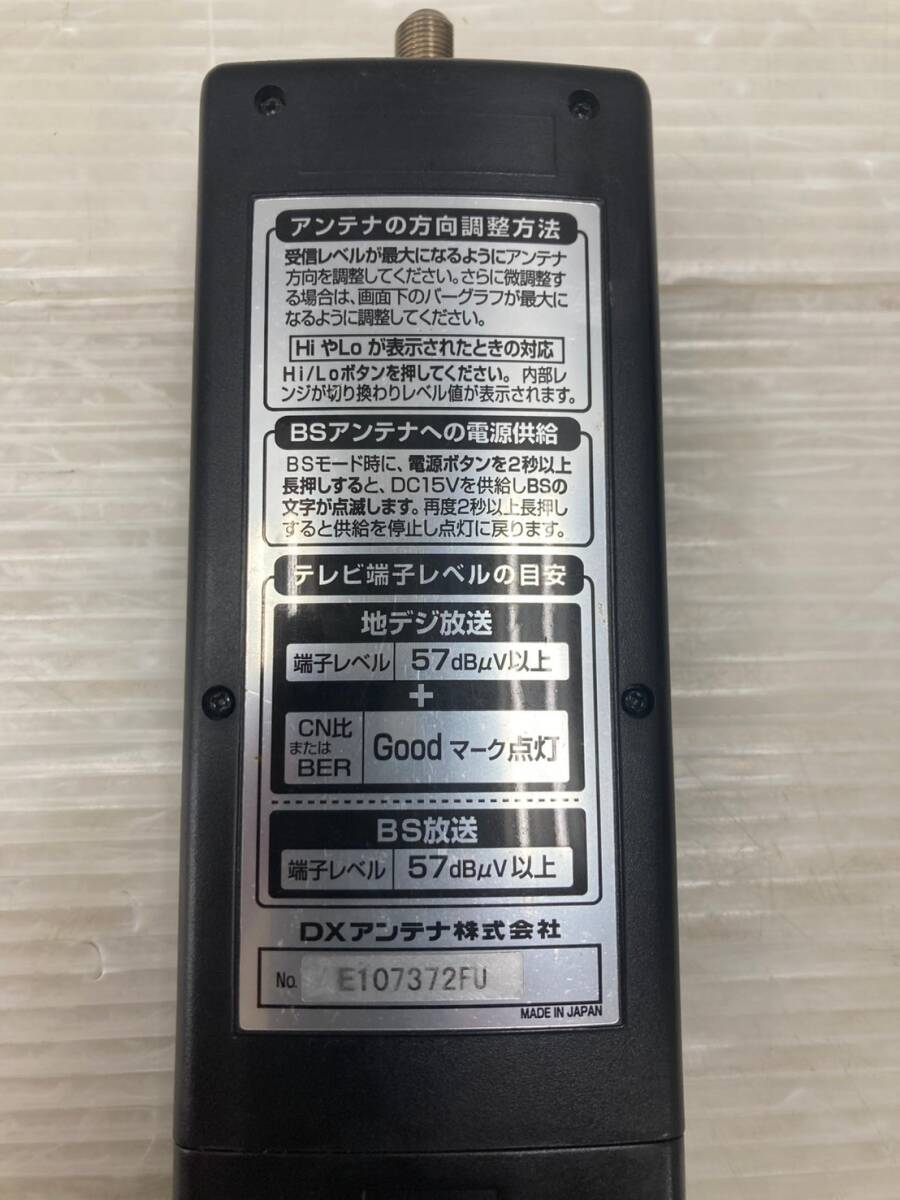 アンテナの方向調整方法
受信レベルが最大になるようにアンテナ
方向を調整してください。さらに微調整す
る場合は、画面下のバーグラフが最大に
なるように調整してください。
HiやLoが表示されたときの対応
Hi/Loボタンを押してください。内部レ
ンジが切り換わりレベル値が表示されます。
BSアンテナへの電源供給
BSモード時に、電源ボタンを2秒以上
長押しすると、DC15Vを供給しBSの
文字が点滅します。再度2秒以上長押し
すると供給を停止し点灯に戻ります。
テレビ端子レベルの目安
地デジ放送
端子レベル 57dBμV以上
+
CN比
または
BER
Goodマーク点灯
BS放送
端子レベル 57dBμV以上
DXアンテナ株式会社
No. E107372FU
MADE IN JAPAN